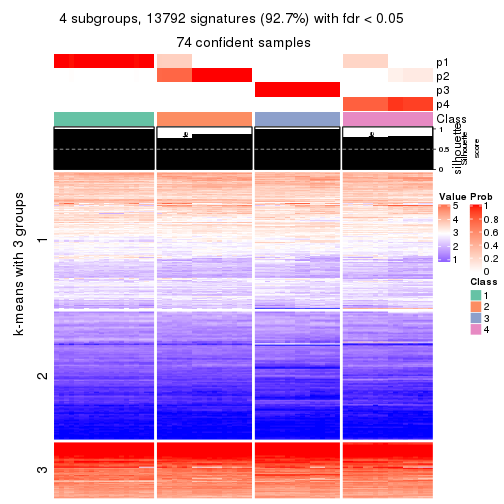 4 subgroups, 13792 signatures (92.7%) with fdr < 0.05
74 confident samples
p1
p2
p3
p4
Class
1
0.5
0
silhouette
Silhouette
score
k-means with 3 groups
1
2
3
Value
5
4
3
2
1
Prob
1
0.8
0.6
0.4
0.2
0
Class
1
2
3
4